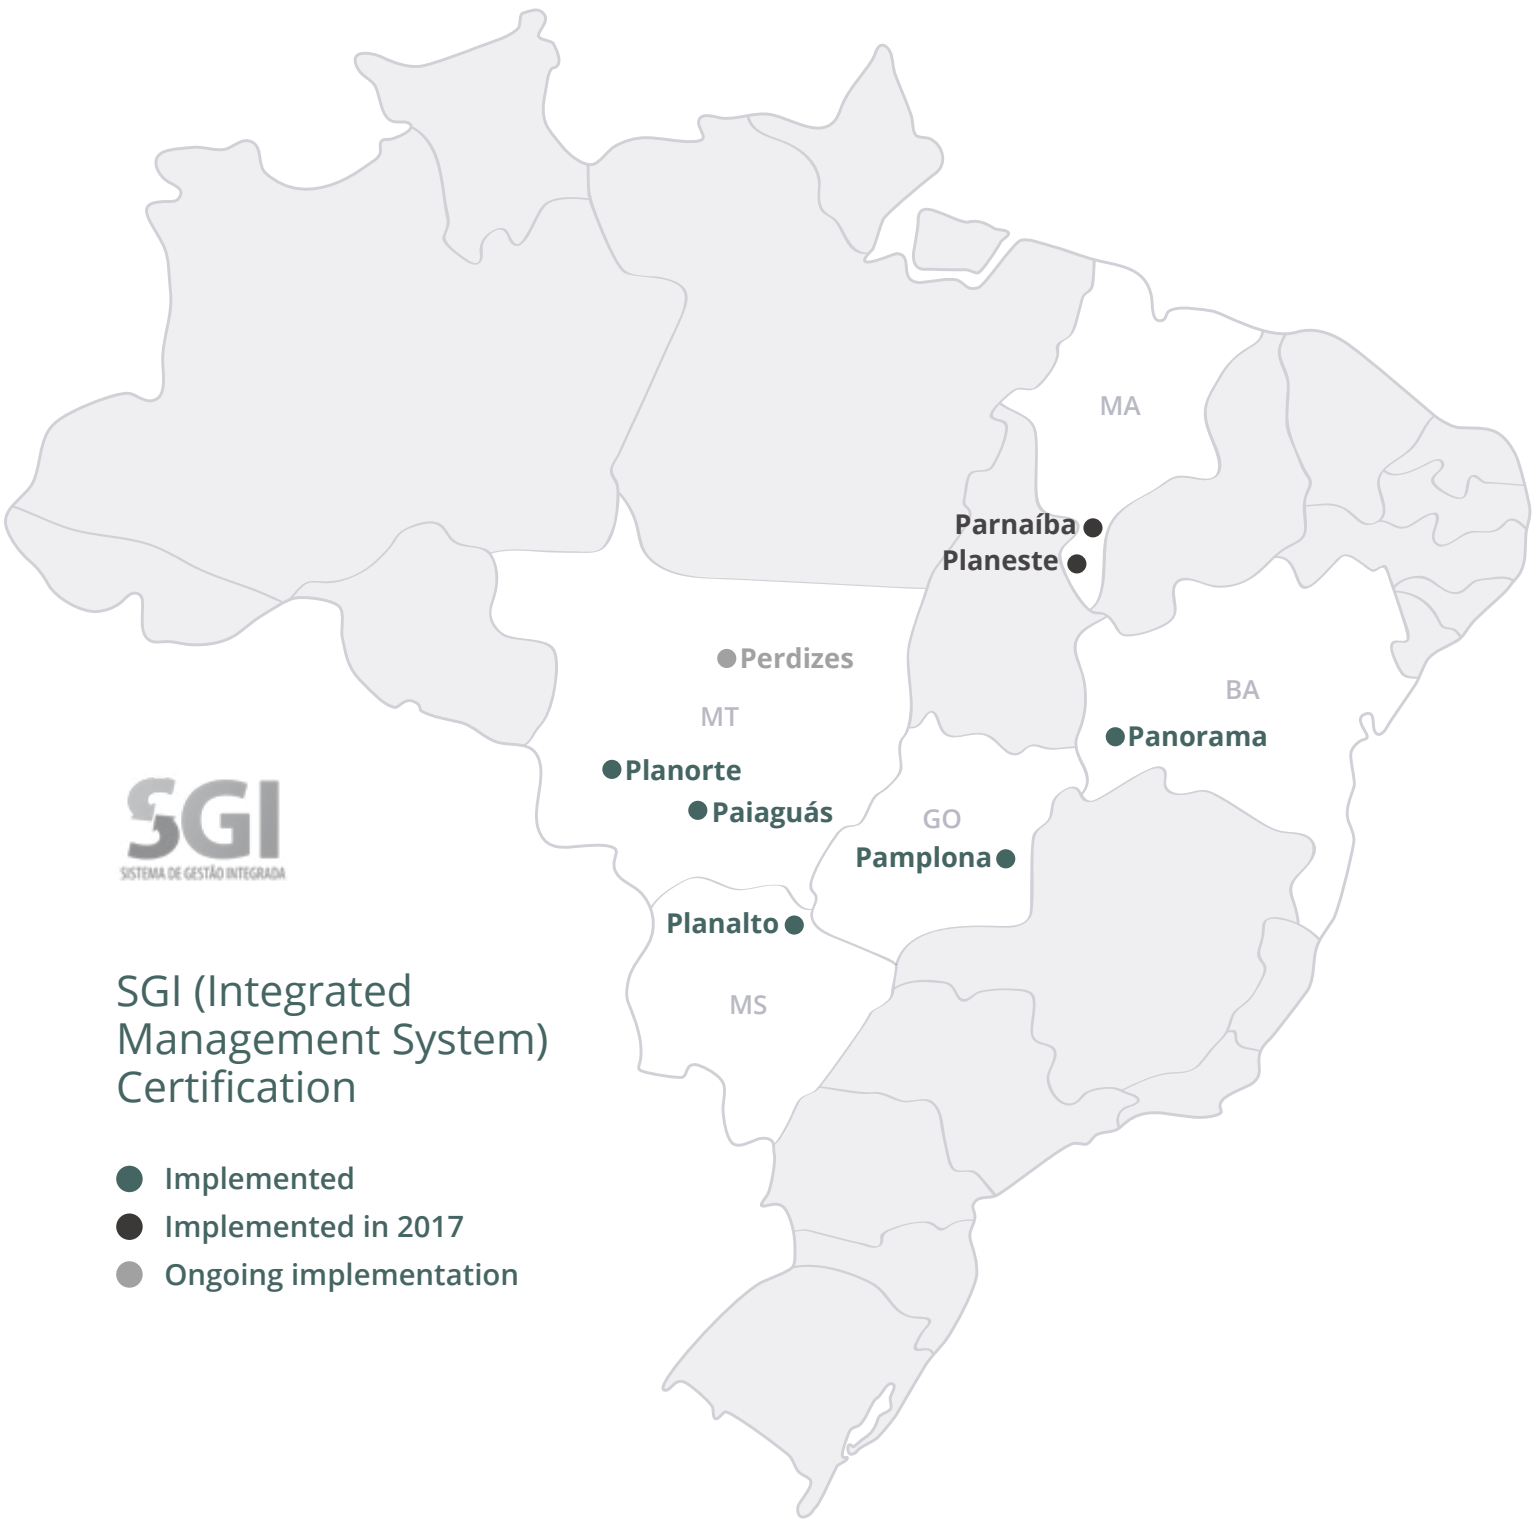 MA
Parnaíba
Planeste
Perdizes
MT
BA
Panorama
Planorte
Paiaguás
GO
Pamplona
Planalto
MS
SGI
SISTEMA DE GESTÃO INTEGRADA
SGI (Integrated
Management System)
Certification
Implemented
Implemented in 2017
Ongoing implementation